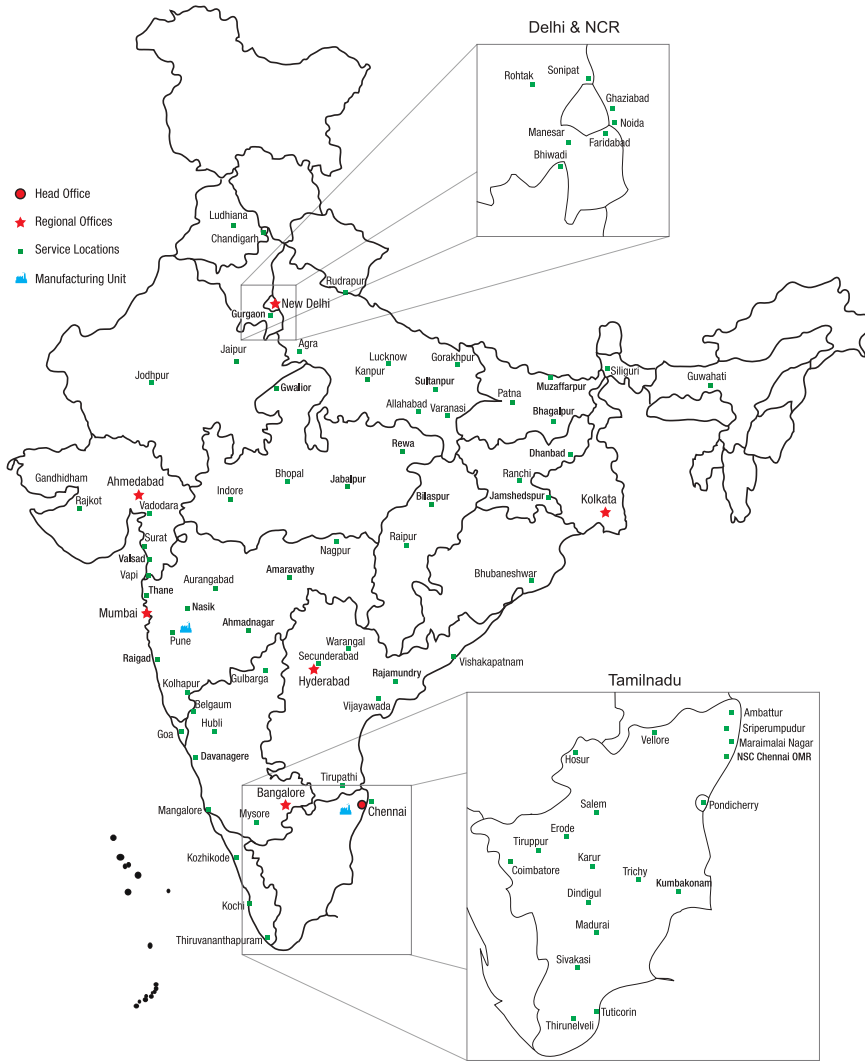 Delhi & NCR
Rohtak
Sonipat
Ghaziabad
Noida
Manesar
Faridabad
Bhiwadi
Head Office
Regional Offices
Service Locations
Manufacturing Unit
Ludhiana
Chandigarh
Rudrapur
New Delhi
Gurgaon
Jaipur
Agra
Lucknow
Gorakhpur
Kanpur
Sultanpur
Jodhpur
Gwalior
Allahabad
Varanasi
Patna
Muzaffarpur
Siliguri
Guwahati
Bhagalpur
Rewa
Dhanbad
Gandhidham
Ahmedabad
Rajkot
Vadodara
Indore
Bhopal
Jabalpur
Bilaspur
Ranchi
Jamshedspur
Kolkata
Surat
Valsad
Vapi
Thane
Nagpur
Raipur
Amaravathy
Aurangabad
Bhubaneshwar
Mumbai
Nasik
Pune
Ahmadnagar
Raigad
Warangal
Secunderabad
Hyderabad
Rajamundry
Vishakapatnam
Gulbarga
Kolhapur
Belgaum
Vijayawada
Goa
Hubli
Davanagere
Tirupathi
Bangalore
Chennai
Mangalore
Mysore
Kozhikode
Kochi
Thiruvananthapuram
Tamilnadu
Ambattur
Sriperumpudur
Vellore
Maraimalai Nagar
Hosur
NSC Chennai OMR
Salem
Pondicherry
Erode
Tiruppur
Coimbatore
Karur
Trichy
Kumbakonam
Dindigul
Madurai
Sivakasi
Tuticorin
Thirunelveli